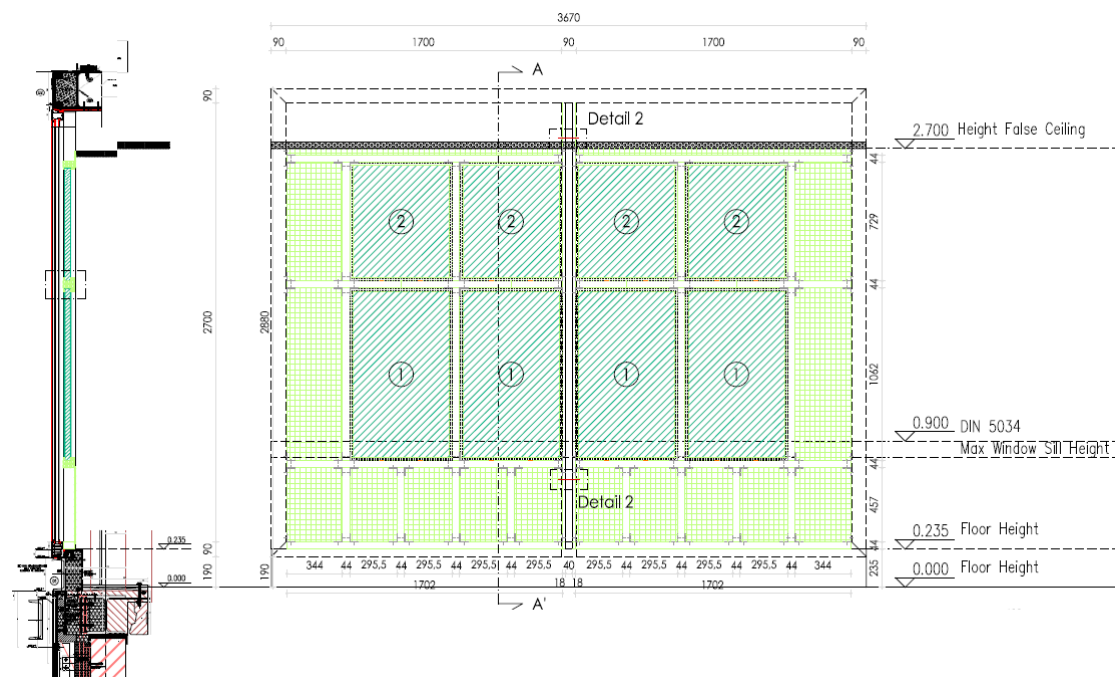 3670
90 1700 90 1700 90
A
90
Detail 2
2.700 Height False Ceiling
44
2 2 2 2
729
44
2700
2880
1 1 1 1
1062
0.900 DIN 5034
Max Window Sill Height
44
Detail 2
457
0.235
0.235 Floor Height
90
44
344 44 295,5 44 295,5 44 295,5 44 295,5 40 295,5 44 295,5 44 295,5 44 295,5 44 344
190
190
235
0.000
0.000 Floor Height
1702 18 18 1702
A'